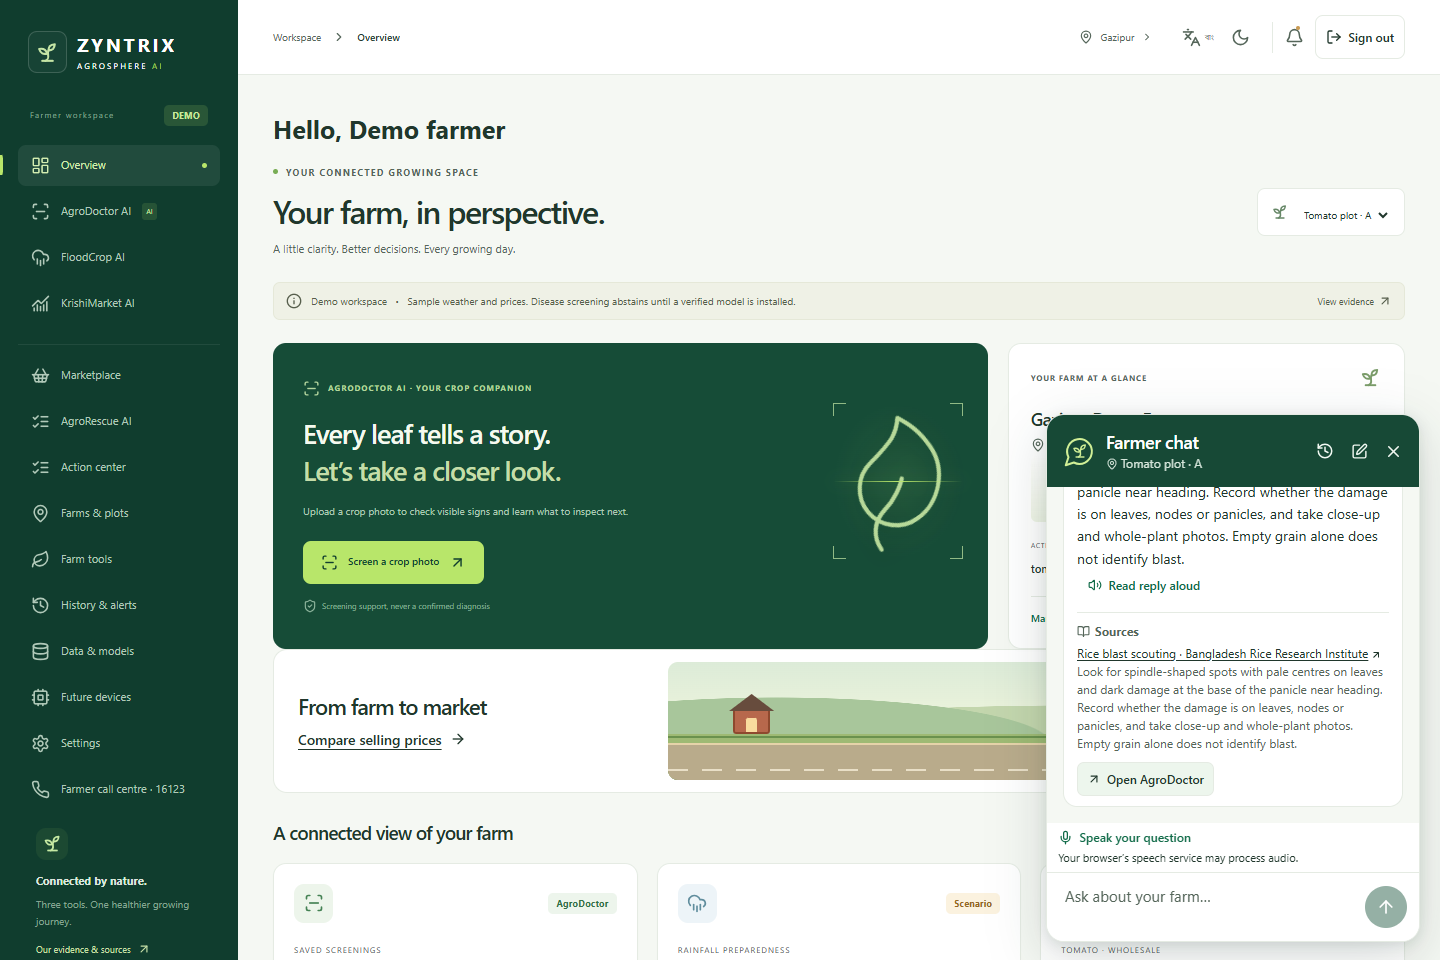 ZYNTRIX
AGROSPHERE AI
Farmer workspace
DEMO
Overview
AgroDoctor AI
AI
FloodCrop AI
KrishiMarket AI
Marketplace
AgroRescue AI
Action center
Farms & plots
Farm tools
History & alerts
Data & models
Future devices
Settings
Farmer call centre · 16123
Connected by nature.
Three tools. One healthier growing
journey.
Our evidence & sources
Workspace
Overview
Gazipur
Sign out
Hello, Demo farmer
YOUR CONNECTED GROWING SPACE
Your farm, in perspective.
A little clarity. Better decisions. Every growing day.
Tomato plot · A
Demo workspace • Sample weather and prices. Disease screening abstains until a verified model is installed.
View evidence
AGRODOCTOR AI · YOUR CROP COMPANION
Every leaf tells a story.
Let's take a closer look.
Upload a crop photo to check visible signs and learn what to inspect next.
Screen a crop photo
Screening support, never a confirmed diagnosis
YOUR FARM AT A GLANCE
From farm to market
Compare selling prices
A connected view of your farm
AgroDoctor
SAVED SCREENINGS
Scenario
RAINFALL PREPAREDNESS
TOMATO · WHOLESALE
Farmer chat
Tomato plot · A
panicle near heading. Record whether the damage
is on leaves, nodes or panicles, and take close-up
and whole-plant photos. Empty grain alone does
not identify blast.
Read reply aloud
Sources
Rice blast scouting · Bangladesh Rice Research Institute
Look for spindle-shaped spots with pale centres on leaves
and dark damage at the base of the panicle near heading.
Record whether the damage is on leaves, nodes or
panicles, and take close-up and whole-plant photos.
Empty grain alone does not identify blast.
Open AgroDoctor
Speak your question
Your browser's speech service may process audio.
Ask about your farm...